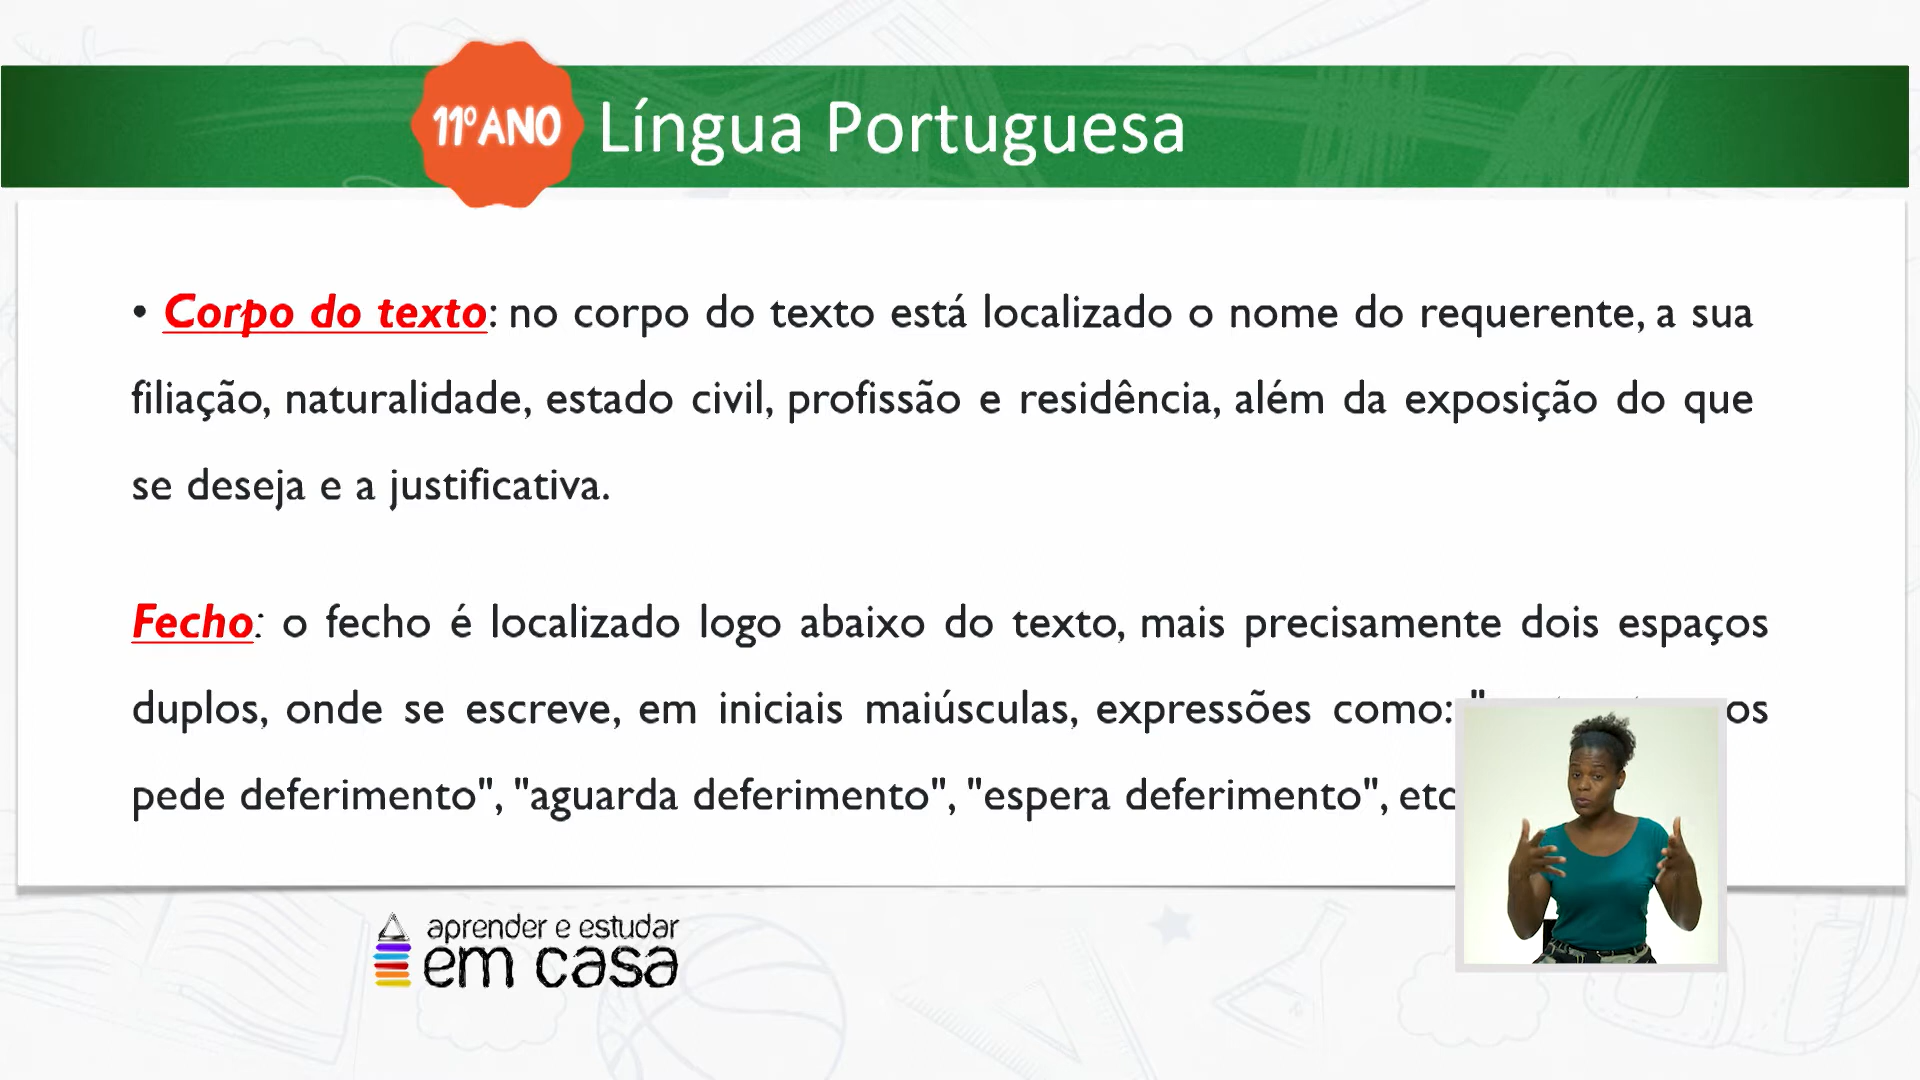 11º ANO Língua Portuguesa
• Corpo do texto: no corpo do texto está localizado o nome do requerente, a sua
filiação, naturalidade, estado civil, profissão e residência, além da exposição do que
se deseja e a justificativa.
Fecho: o fecho é localizado logo abaixo do texto, mais precisamente dois espaços
duplos, onde se escreve, em iniciais maiúsculas, expressões como: "
pede deferimento", "aguarda deferimento", "espera deferimento", etc
aprender e estudar
em casa